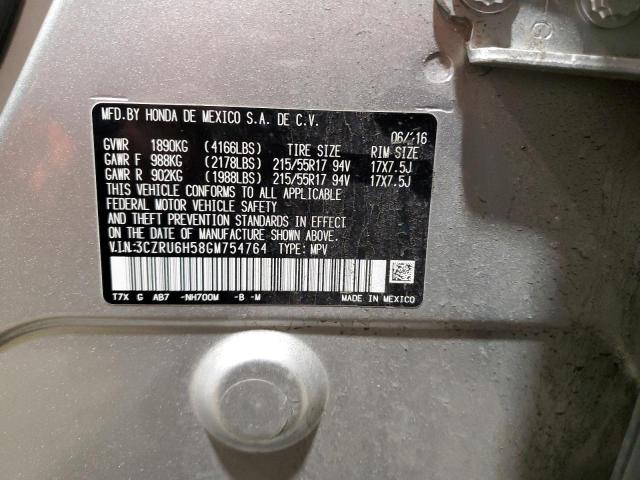 MFD.BY HONDA DE MEXICO S.A. DE C.V.
06/16
GVWR 1890KG (4166LBS) TIRE SIZE RIM SIZE
GAWR F 988KG (2178LBS) 215/55R17 94V 17X7.5J
GAWR R 902KG (1988LBS) 215/55R17 94V 17X7.5J
THIS VEHICLE CONFORMS TO ALL APPLICABLE
FEDERAL MOTOR VEHICLE SAFETY
AND THEFT PREVENTION STANDARDS IN EFFECT
ON THE DATE OF MANUFACTURE SHOWN ABOVE.
V.I.N:3CZRU6H58GM754764 TYPE: MPV
T7X G AB7 -NH700M -B -M MADE IN MEXICO